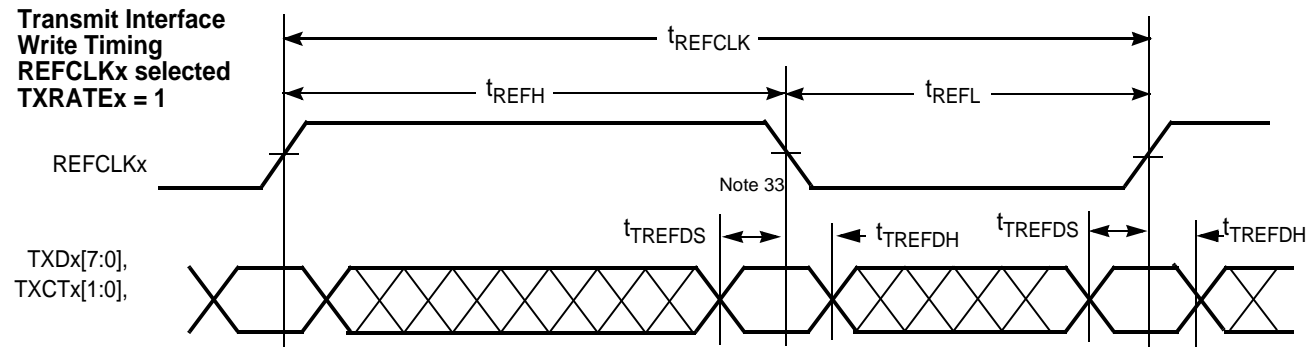 Transmit Interface
Write Timing
REFCLKx selected
TXRATEx = 1
tREFCLK
tREFH
tREFL
REFCLKx
Note 33
tTREFDS
tTREFDH
tTREFDS
tTREFDH
TXDx[7:0],
TXCTx[1:0],